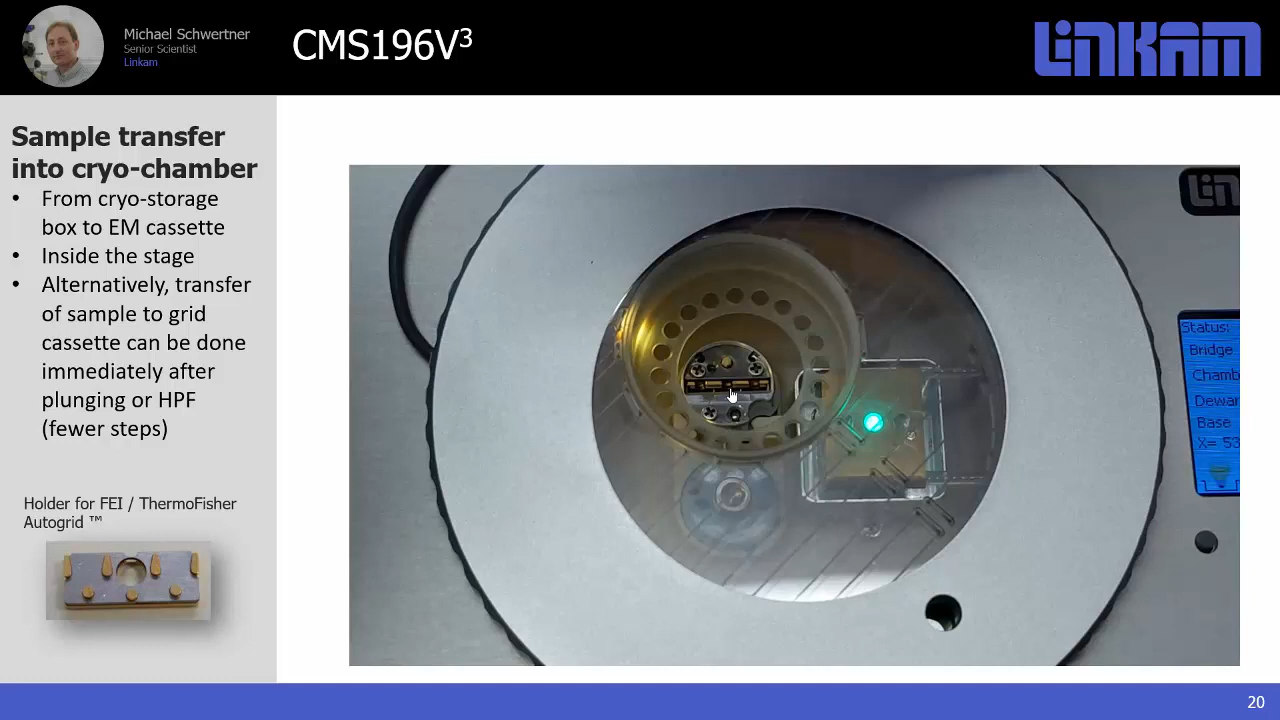 Michael Schwertner
Senior Scientist
Linkam
CMS196V³
LINKAM
Sample transfer
into cryo-chamber
• From cryo-storage
box to EM cassette
• Inside the stage
• Alternatively, transfer
of sample to grid
cassette can be done
immediately after
plunging or HPF
(fewer steps)
Holder for FEI / ThermoFisher
Autogrid ™
Status:
Bridge
Chamb
Dewar
Base
X= 53
20